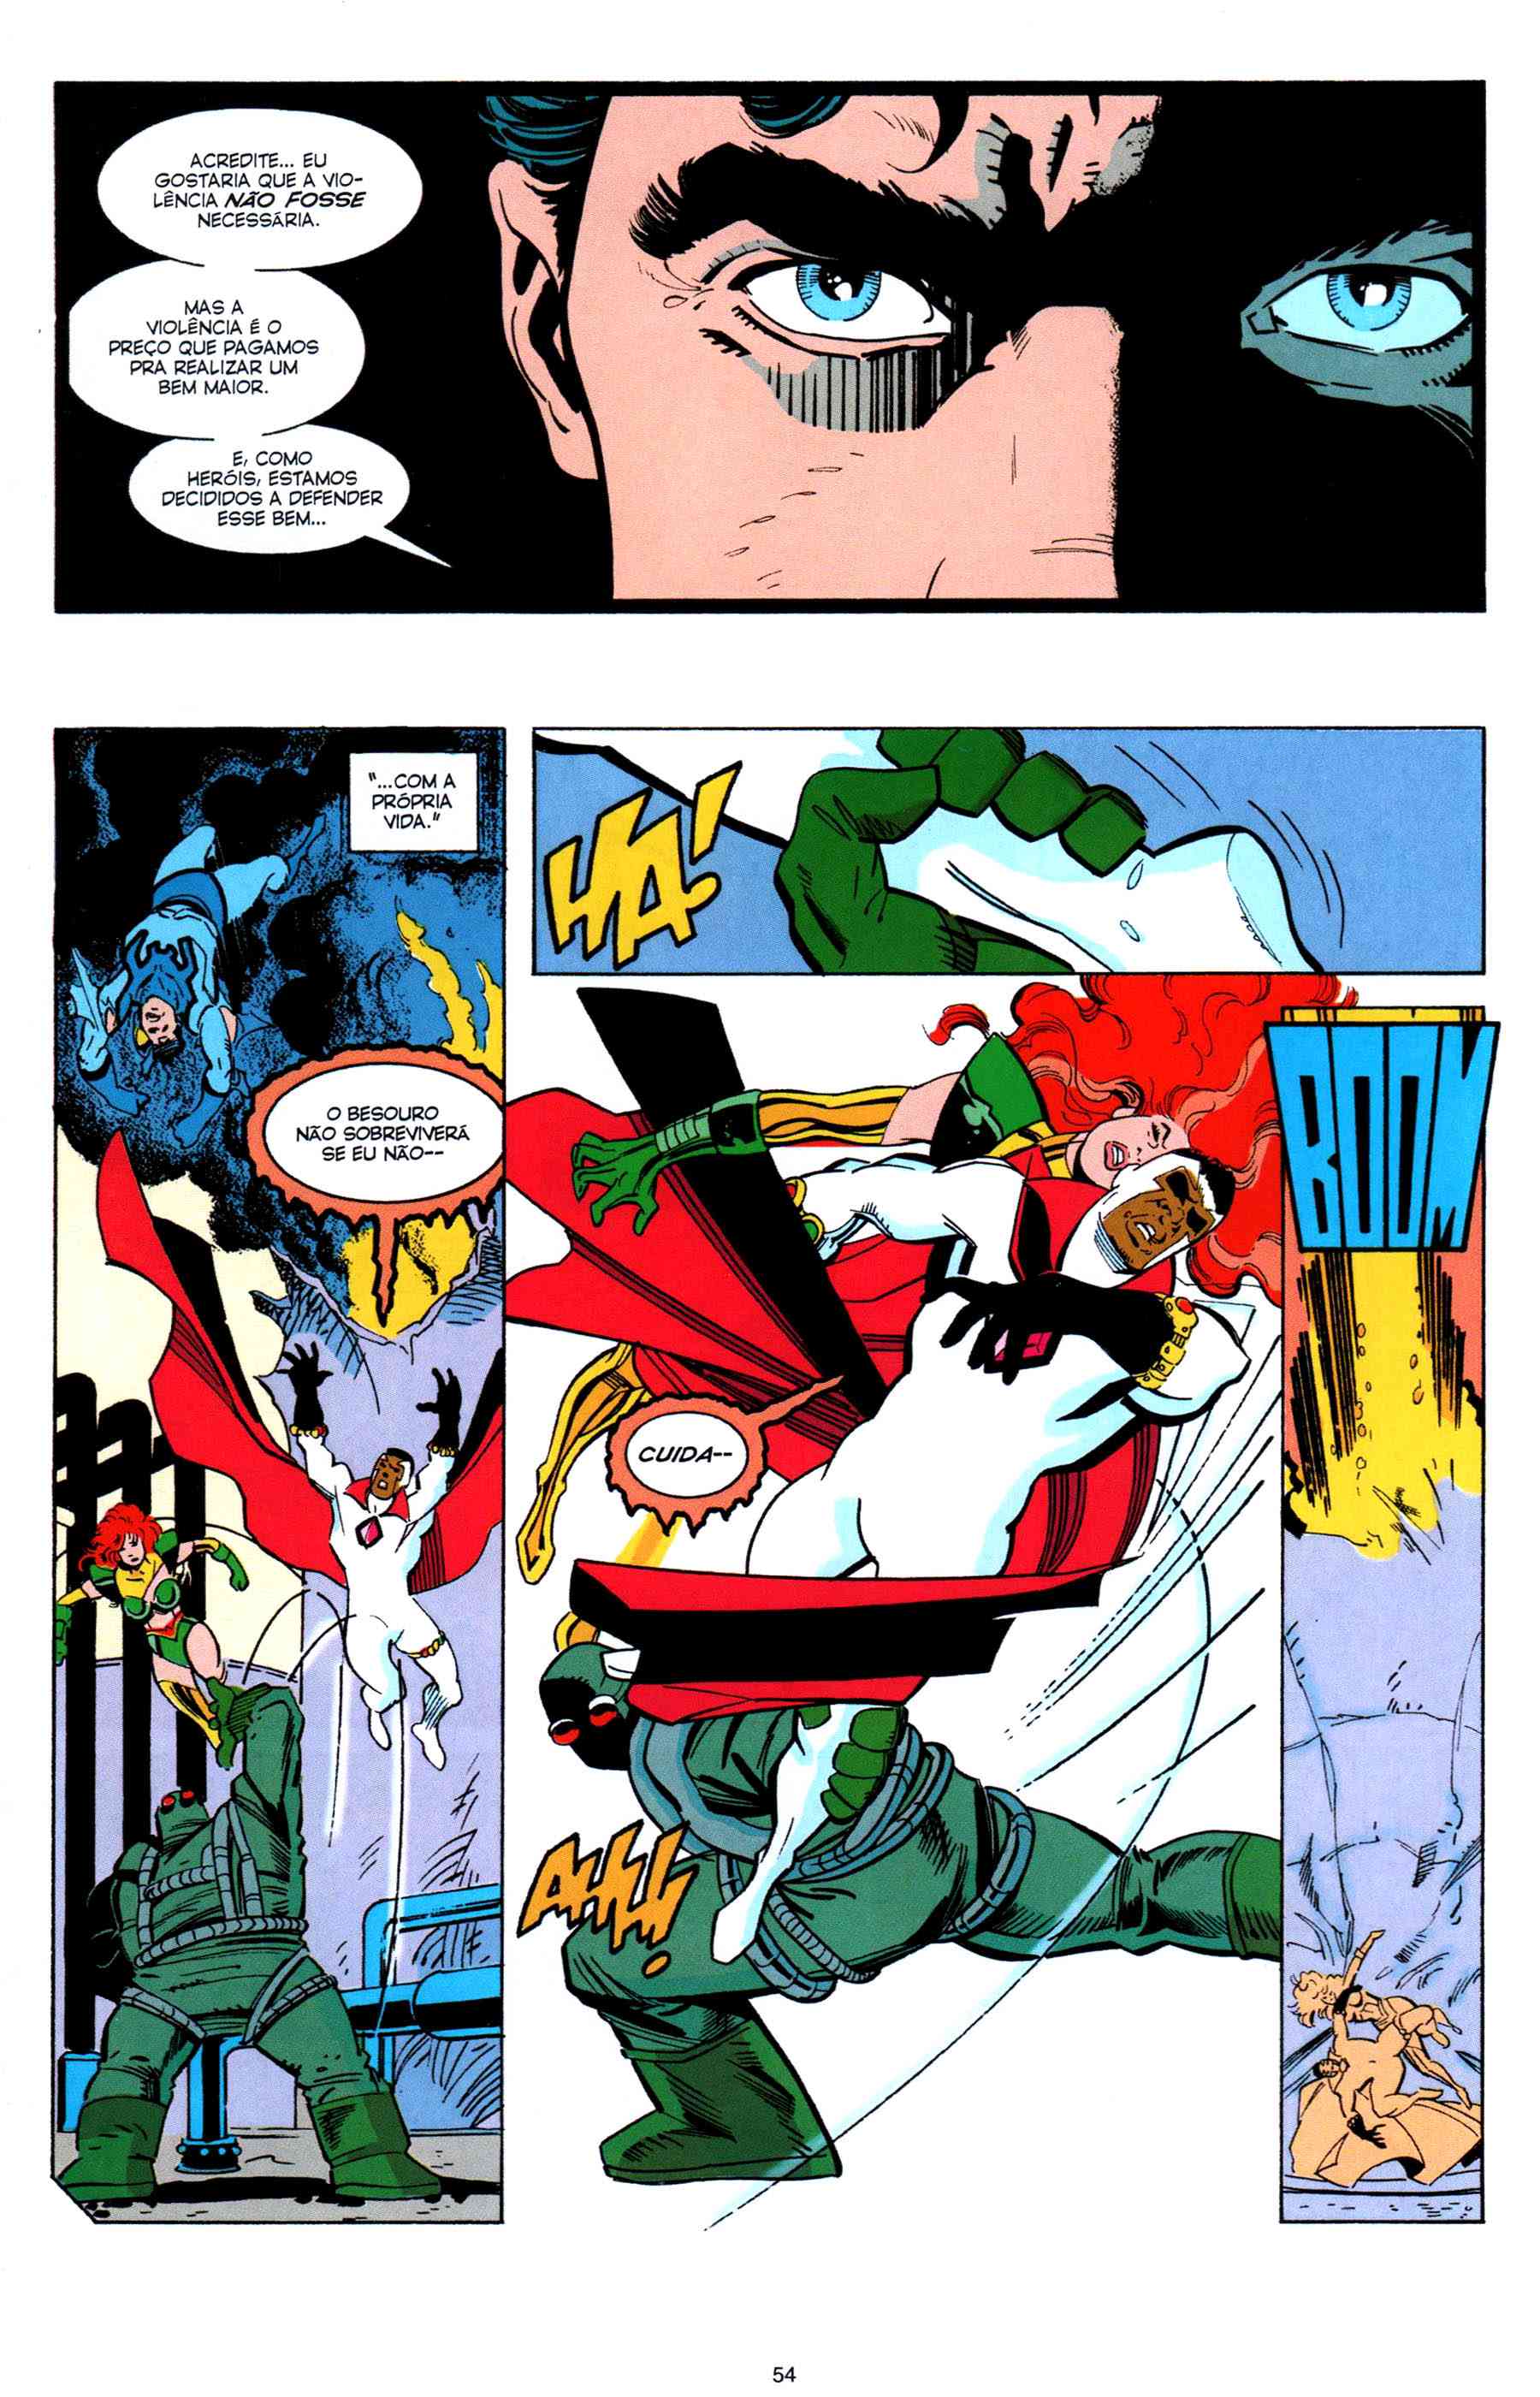 ACREDITE... EU
GOSTARIA QUE A VIO-
LÊNCIA NÃO FOSSE
NECESSÁRIA.
MAS A
VIOLÊNCIA É O
PREÇO QUE PAGAMOS
PRA REALIZAR UM
BEM MAIOR.
E, COMO
HERÓIS, ESTAMOS
DECIDIDOS A DEFENDER
ESSE BEM...
"...COM A
PRÓPRIA
VIDA."
O BESOURO
NÃO SOBREVIVERÁ
SE EU NÃO--
HA!
CUIDA--
AHH!
BOOM
54